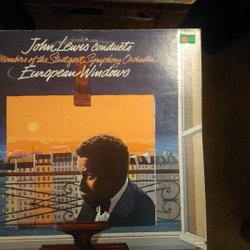 John Lewis conducts
Members of the Stuttgart Symphony Orchestra
European Windows